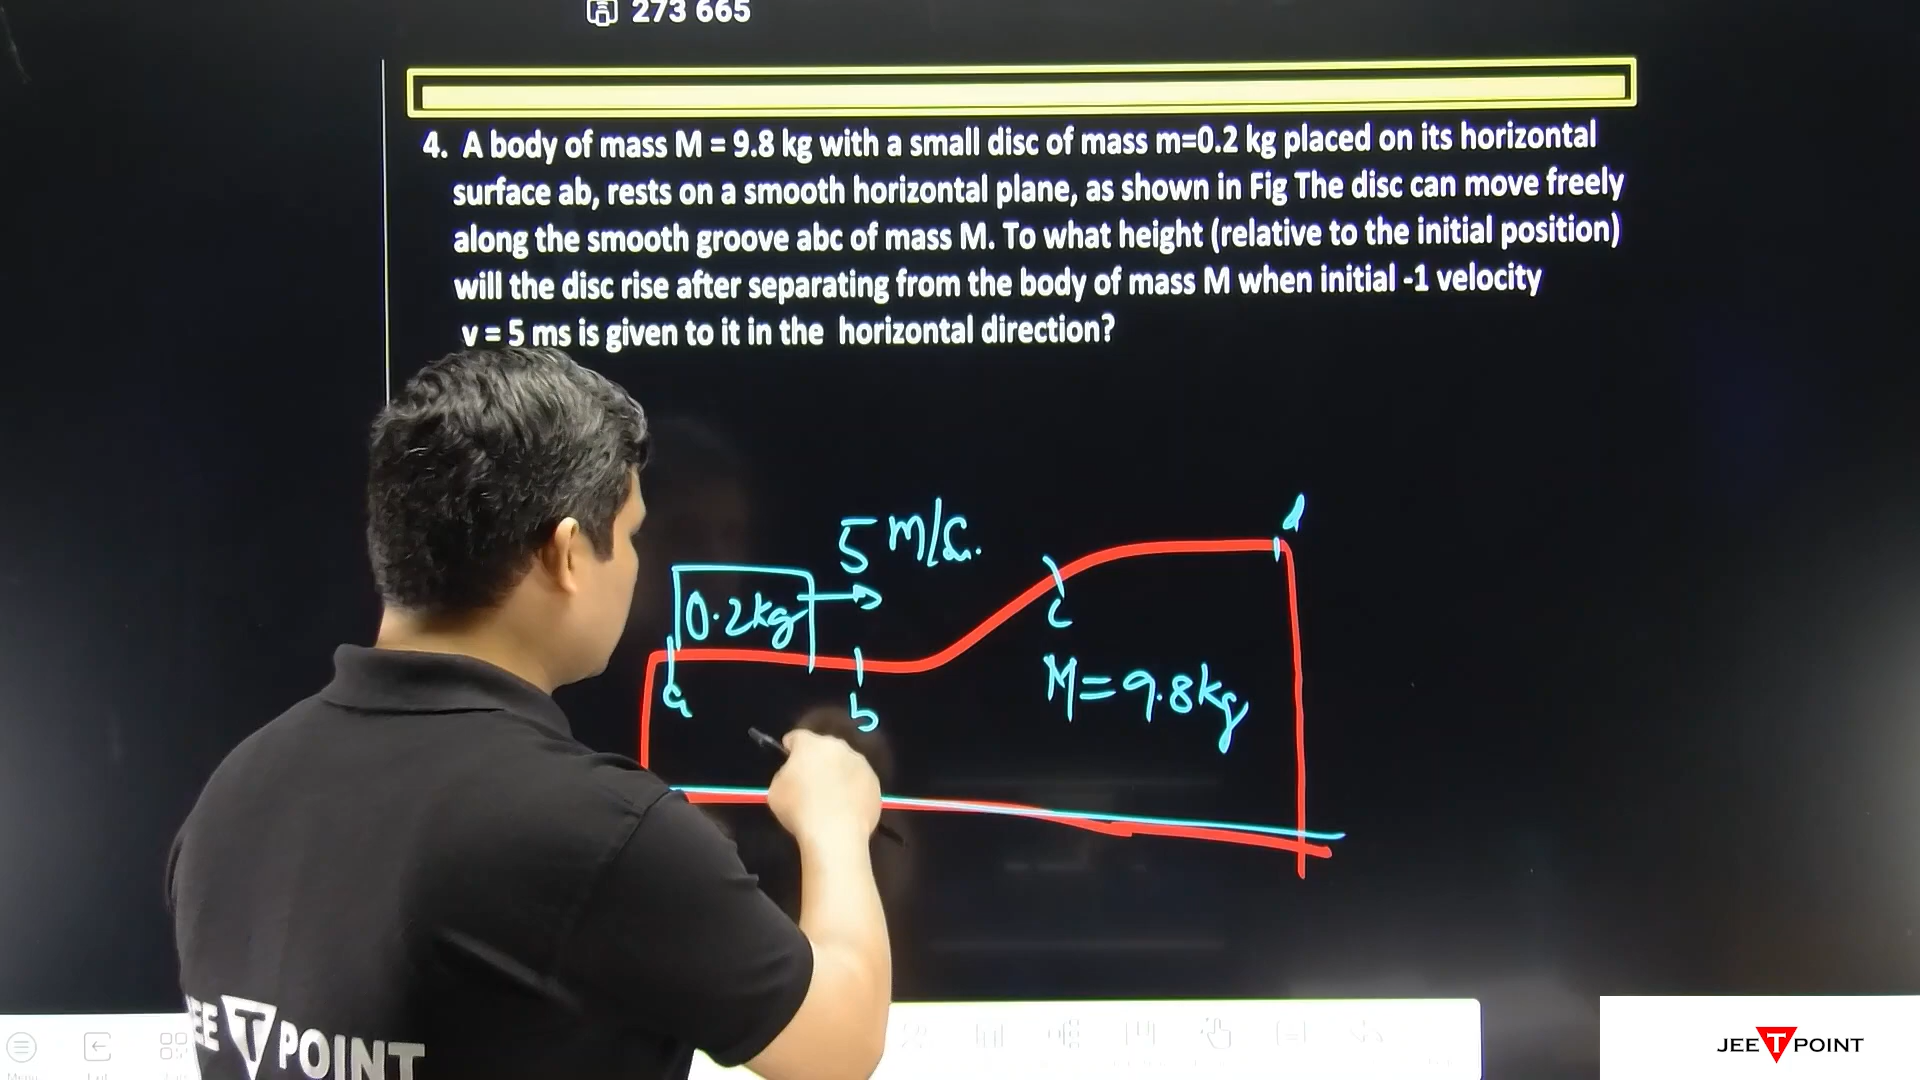 273 665
4. A body of mass M = 9.8 kg with a small disc of mass m=0.2 kg placed on its horizontal
surface ab, rests on a smooth horizontal plane, as shown in Fig The disc can move freely
along the smooth groove abc of mass M. To what height (relative to the initial position)
will the disc rise after separating from the body of mass M when initial -1 velocity
v = 5 ms is given to it in the horizontal direction?
5 m/s.
d
0.2kg
c
a
b
M = 9.8kg
JEE T POINT
JEE T POINT